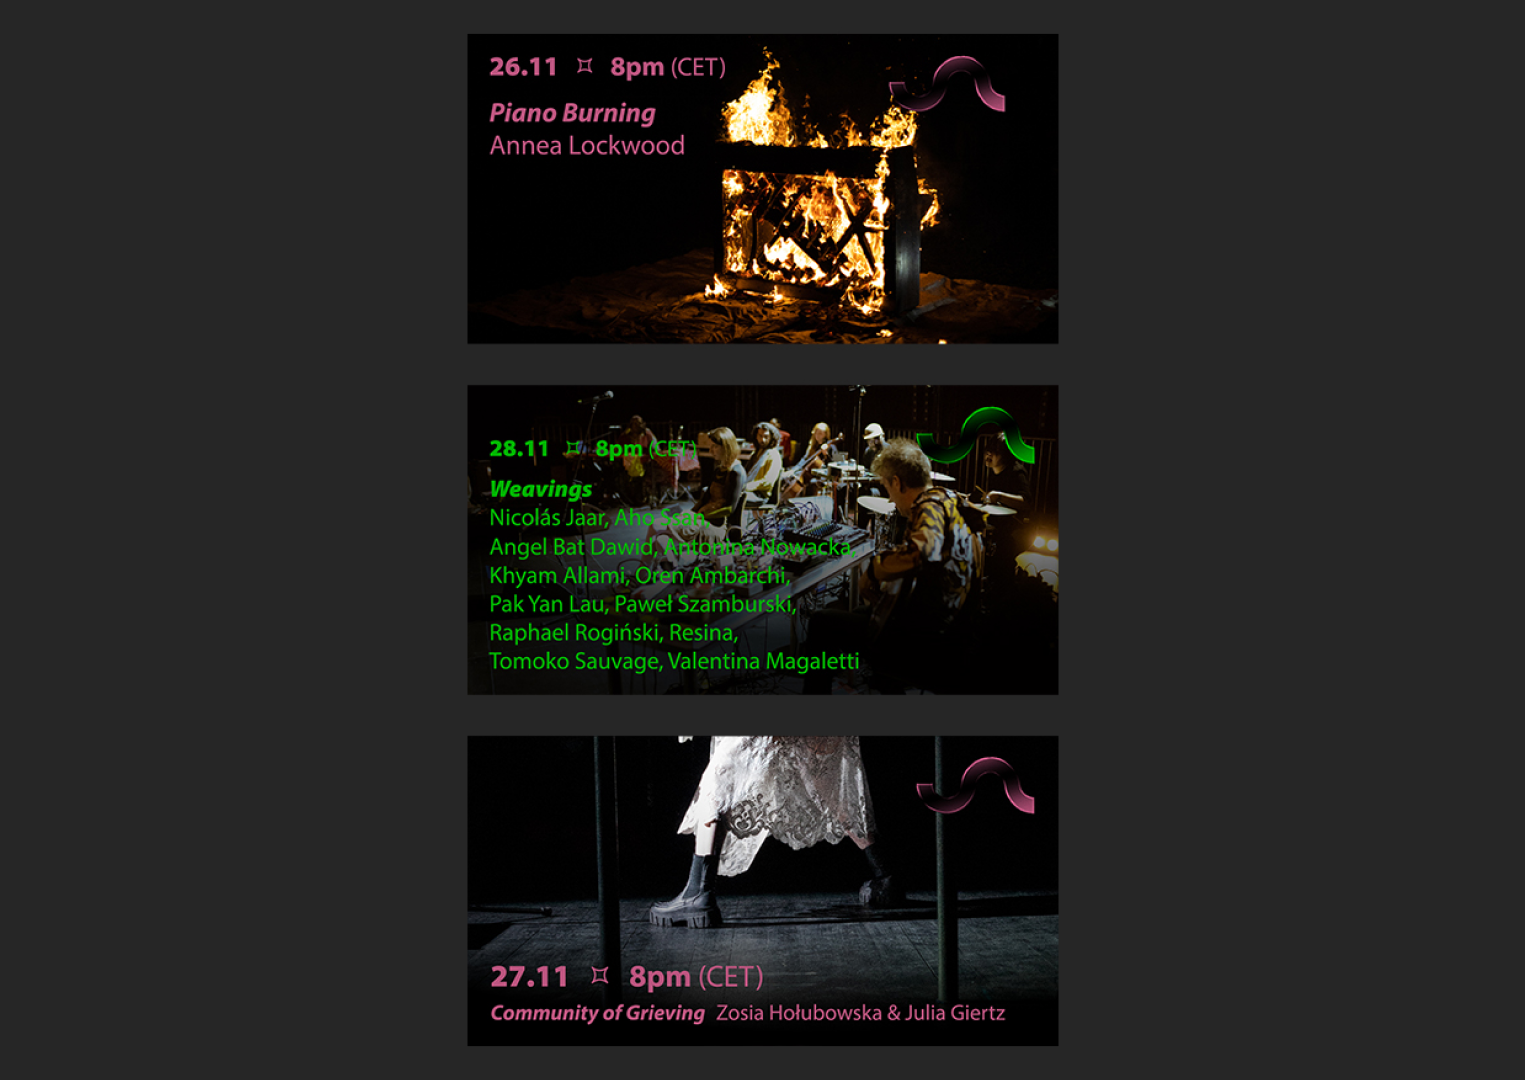 26.11 8pm (CET)
Piano Burning
Annea Lockwood
28.11 8pm (CET)
Weavings
Nicolás Jaar, Aho Ssan,
Angel Bat Dawid, Antonina Nowacka,
Khyam Allami, Oren Ambarchi,
Pak Yan Lau, Paweł Szamburski,
Raphael Rogiński, Resina,
Tomoko Sauvage, Valentina Magaletti
27.11 8pm (CET)
Community of Grieving Zosia Hołubowska & Julia Giertz